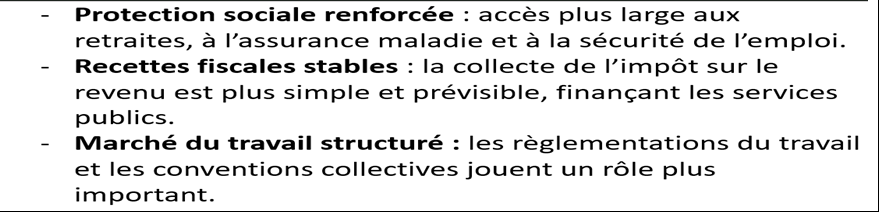 - Protection sociale renforcée : accès plus large aux
retraites, à l’assurance maladie et à la sécurité de l’emploi.
- Recettes fiscales stables : la collecte de l’impôt sur le
revenu est plus simple et prévisible, finançant les services
publics.
- Marché du travail structuré : les règlementations du travail
et les conventions collectives jouent un rôle plus
important.